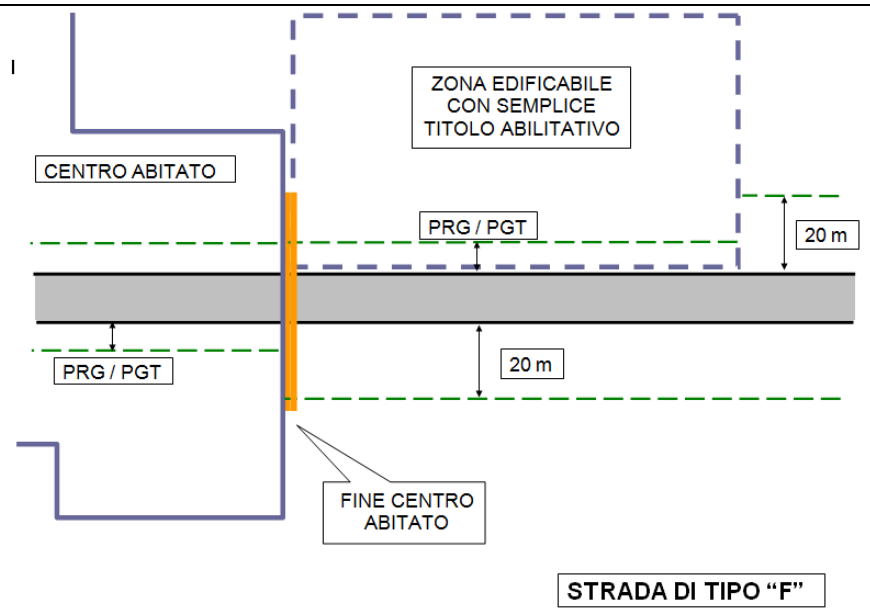 I
ZONA EDIFICABILE
CON SEMPLICE
TITOLO ABILITATIVO
CENTRO ABITATO
PRG / PGT
20 m
PRG / PGT
20 m
FINE CENTRO
ABITATO
STRADA DI TIPO “F”